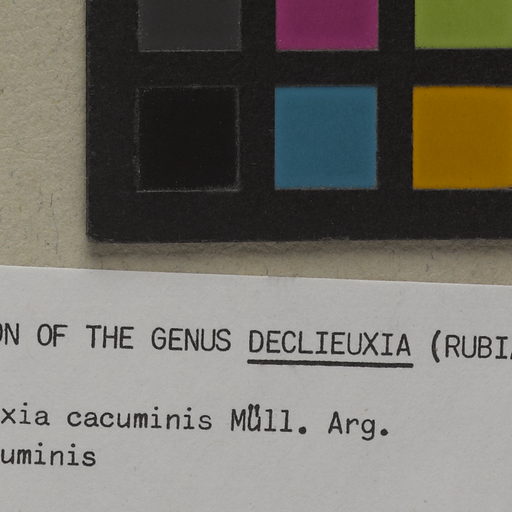 ON OF THE GENUS DECLIEUXIA (RUBIA
xia cacuminis Müll. Arg.
uminis